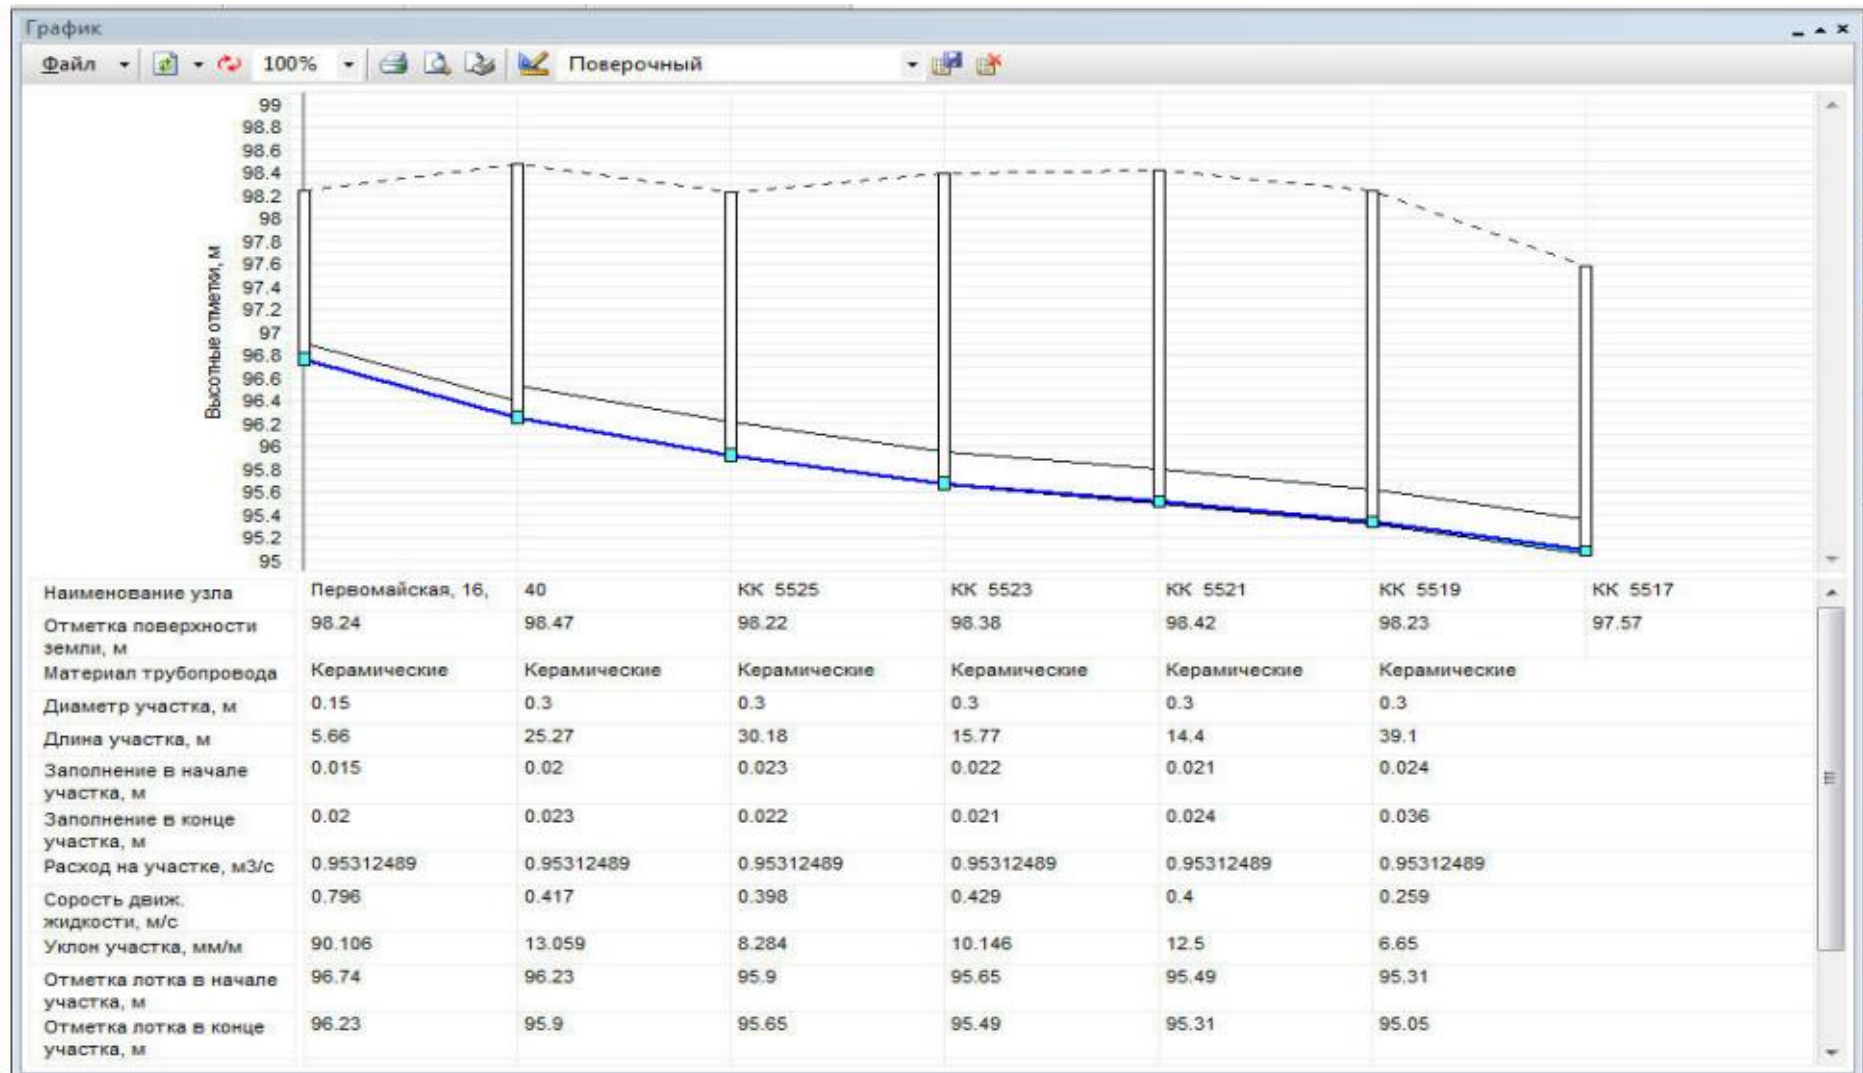 График
Файл 100% Поверочный
99
98.8
98.6
98.4
98.2
98
97.8
97.6
97.4
97.2
97
96.8
96.6
96.4
96.2
96
95.8
95.6
95.4
95.2
95
Высотные отметки, м
Наименование узла Первомайская, 16, 40 КК 5525 КК 5523 КК 5521 КК 5519 КК 5517
Отметка поверхности 98.24 98.47 98.22 98.38 98.42 98.23 97.57
земли, м
Материал трубопровода Керамические Керамические Керамические Керамические Керамические Керамические
Диаметр участка, м 0.15 0.3 0.3 0.3 0.3 0.3
Длина участка, м 5.66 25.27 30.18 15.77 14.4 39.1
Заполнение в начале 0.015 0.02 0.023 0.022 0.021 0.024
участка, м
Заполнение в конце 0.02 0.023 0.022 0.021 0.024 0.036
участка, м
Расход на участке, м3/с 0.95312489 0.95312489 0.95312489 0.95312489 0.95312489 0.95312489
Сорость движ. 0.796 0.417 0.398 0.429 0.4 0.259
жидкости, м/с
Уклон участка, мм/м 90.106 13.059 8.284 10.146 12.5 6.65
Отметка лотка в начале 96.74 96.23 95.9 95.65 95.49 95.31
участка, м
Отметка лотка в конце 96.23 95.9 95.65 95.49 95.31 95.05
участка, м